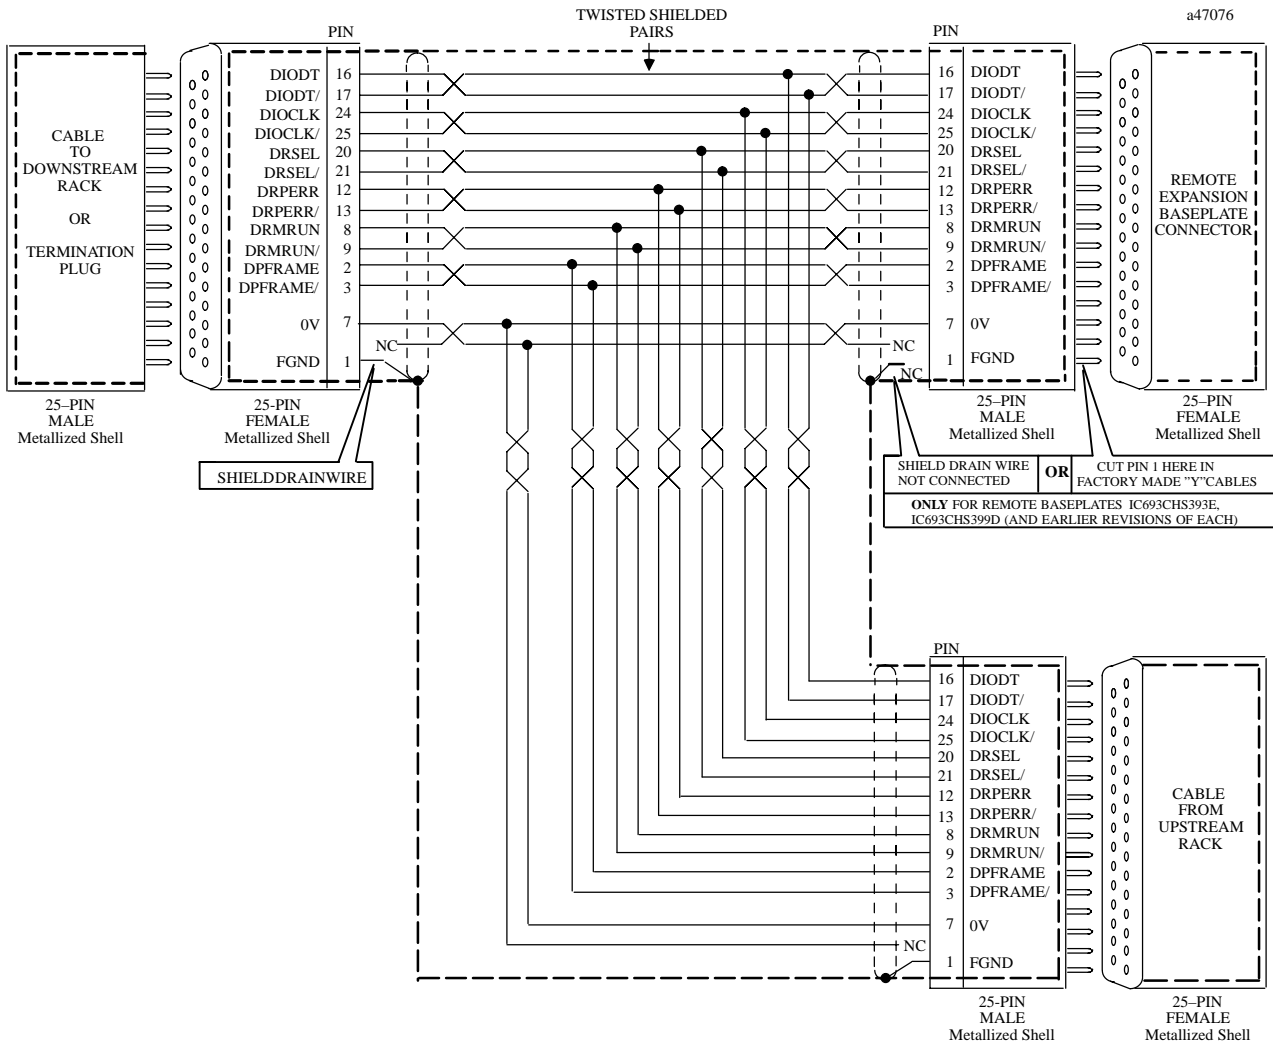 TWISTED SHIELDED
PAIRS
a47076
PIN
DIODT 16
DIODT/ 17
DIOCLK 24
DIOCLK/ 25
DRSEL 20
DRSEL/ 21
DRPERR 12
DRPERR/ 13
DRMRUN 8
DRMRUN/ 9
DPFRAME 2
DPFRAME/ 3
0V 7
NC
FGND 1
CABLE
TO
DOWNSTREAM
RACK
OR
TERMINATION
PLUG
25–PIN
MALE
Metallized Shell
25-PIN
FEMALE
Metallized Shell
SHIELDDRAINWIRE
PIN
16 DIODT
17 DIODT/
24 DIOCLK
25 DIOCLK/
20 DRSEL
21 DRSEL/
12 DRPERR
13 DRPERR/
8 DRMRUN
9 DRMRUN/
2 DPFRAME
3 DPFRAME/
7 0V
NC
1 FGND
NC
REMOTE
EXPANSION
BASEPLATE
CONNECTOR
25–PIN
MALE
Metallized Shell
25–PIN
FEMALE
Metallized Shell
SHIELD DRAIN WIRE
NOT CONNECTED
OR
CUT PIN 1 HERE IN
FACTORY MADE "Y"CABLES
ONLY FOR REMOTE BASEPLATES IC693CHS393E,
IC693CHS399D (AND EARLIER REVISIONS OF EACH)
PIN
16 DIODT
17 DIODT/
24 DIOCLK
25 DIOCLK/
20 DRSEL
21 DRSEL/
12 DRPERR
13 DRPERR/
8 DRMRUN
9 DRMRUN/
2 DPFRAME
3 DPFRAME/
7 0V
NC
1 FGND
CABLE
FROM
UPSTREAM
RACK
25-PIN
MALE
Metallized Shell
25–PIN
FEMALE
Metallized Shell